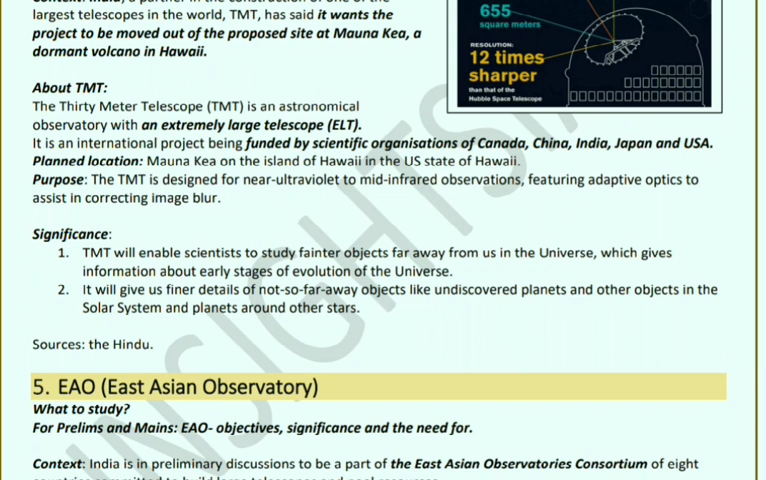 largest telescopes in the world, TMT, has said it wants the
project to be moved out of the proposed site at Mauna Kea, a
dormant volcano in Hawaii.
655
square meters
RESOLUTION:
12 times
sharper
than that of the
Hubble Space Telescope
About TMT:
The Thirty Meter Telescope (TMT) is an astronomical
observatory with an extremely large telescope (ELT).
It is an international project being funded by scientific organisations of Canada, China, India, Japan and USA.
Planned location: Mauna Kea on the island of Hawaii in the US state of Hawaii.
Purpose: The TMT is designed for near-ultraviolet to mid-infrared observations, featuring adaptive optics to
assist in correcting image blur.
Significance:
1. TMT will enable scientists to study fainter objects far away from us in the Universe, which gives
information about early stages of evolution of the Universe.
2. It will give us finer details of not-so-far-away objects like undiscovered planets and other objects in the
Solar System and planets around other stars.
Sources: the Hindu.
5. EAO (East Asian Observatory)
What to study?
For Prelims and Mains: EAO- objectives, significance and the need for.
Context: India is in preliminary discussions to be a part of the East Asian Observatories Consortium of eight